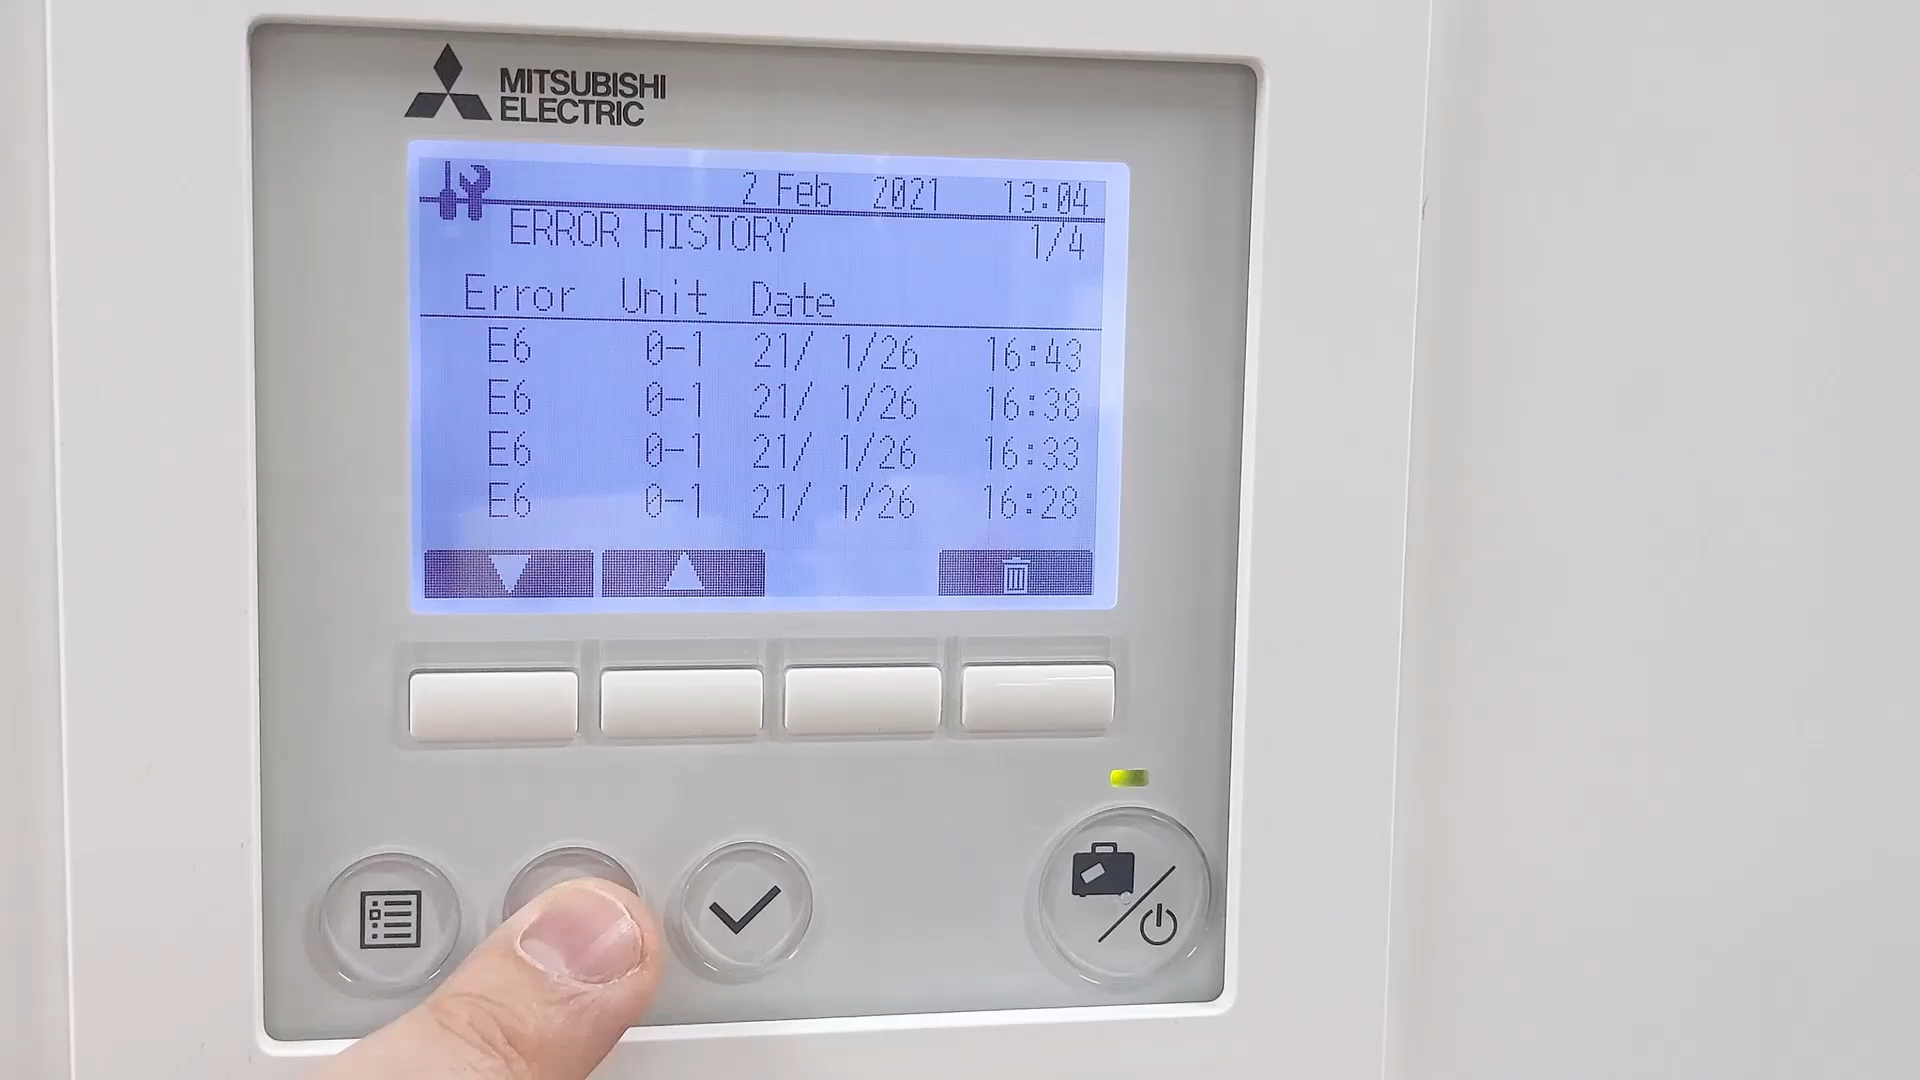 MITSUBISHI
ELECTRIC
2 Feb 2021 13:04
ERROR HISTORY 1/4
Error Unit Date
E6 0-1 21/ 1/26 16:43
E6 0-1 21/ 1/26 16:38
E6 0-1 21/ 1/26 16:33
E6 0-1 21/ 1/26 16:28